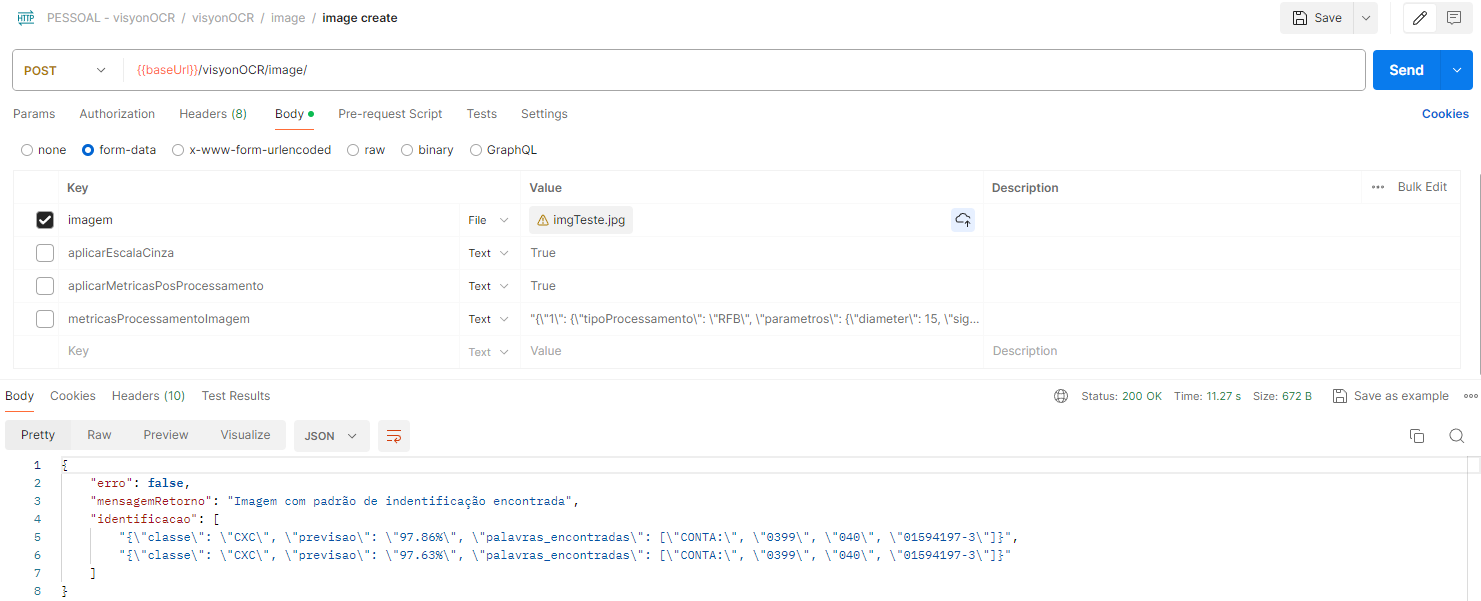 HTTP PESSOAL - visyonOCR / visyonOCR / image / image create Save
POST {{baseUrl}}/visyonOCR/image/ Send
Params Authorization Headers (8) Body Pre-request Script Tests Settings Cookies
none form-data x-www-form-urlencoded raw binary GraphQL
Key Value Description ••• Bulk Edit
imagem File imgTeste.jpg
aplicarEscalaCinza Text True
aplicarMetricasPosProcessamento Text True
metricasProcessamentoImagem Text "{\"1\": {\"tipoProcessamento\": \"RFB\", \"parametros\": {\"diameter\": 15, \"sig...
Key Text Value Description
Body Cookies Headers (10) Test Results Status: 200 OK Time: 11.27 s Size: 672 B Save as example
Pretty Raw Preview Visualize JSON
1 {
2 "erro": false,
3 "mensagemRetorno": "Imagem com padrão de indentificação encontrada",
4 "identificacao": [
5 "{\"classe\": \"CXC\", \"previsao\": \"97.86%\", \"palavras_encontradas\": [\"CONTA:\", \"0399\", \"040\", \"01594197-3\"]}",
6 "{\"classe\": \"CXC\", \"previsao\": \"97.63%\", \"palavras_encontradas\": [\"CONTA:\", \"0399\", \"040\", \"01594197-3\"]}"
7 ]
8 }